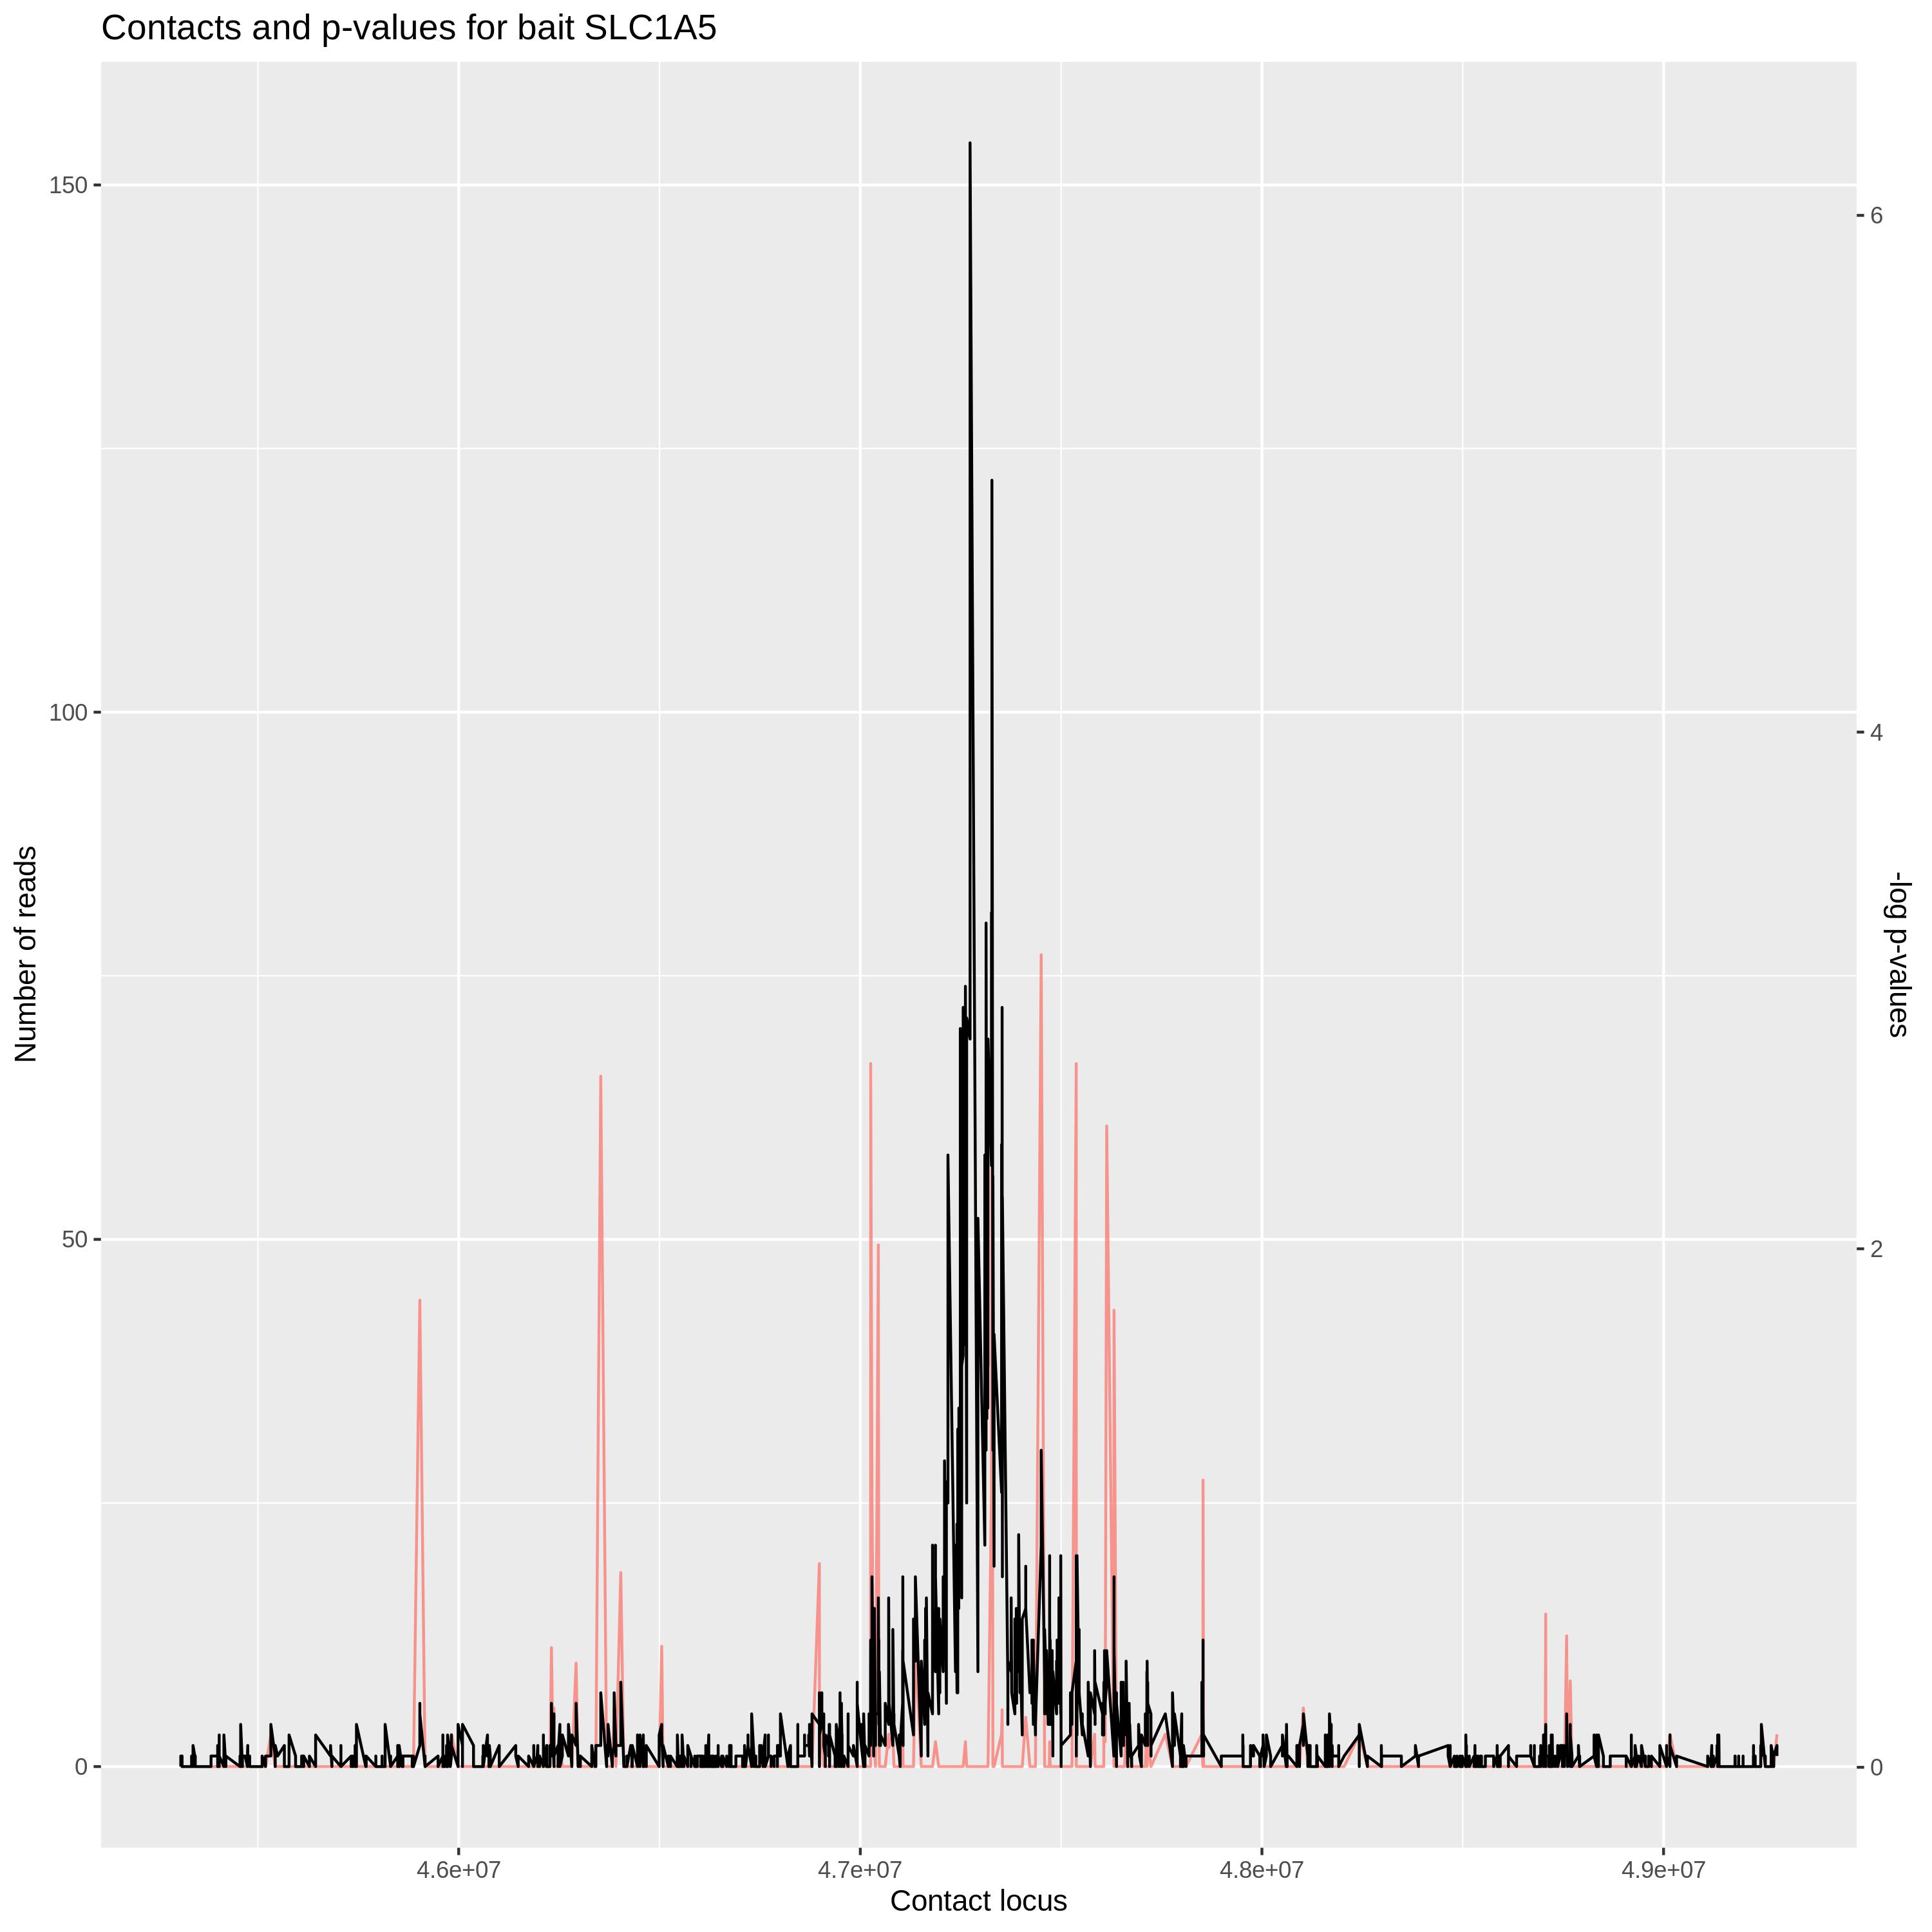 Contacts and p-values for bait SLC1A5
150
100
50
0
Number of reads
6
4
2
0
-log p-values
4.6e+07
4.7e+07
4.8e+07
4.9e+07
Contact locus